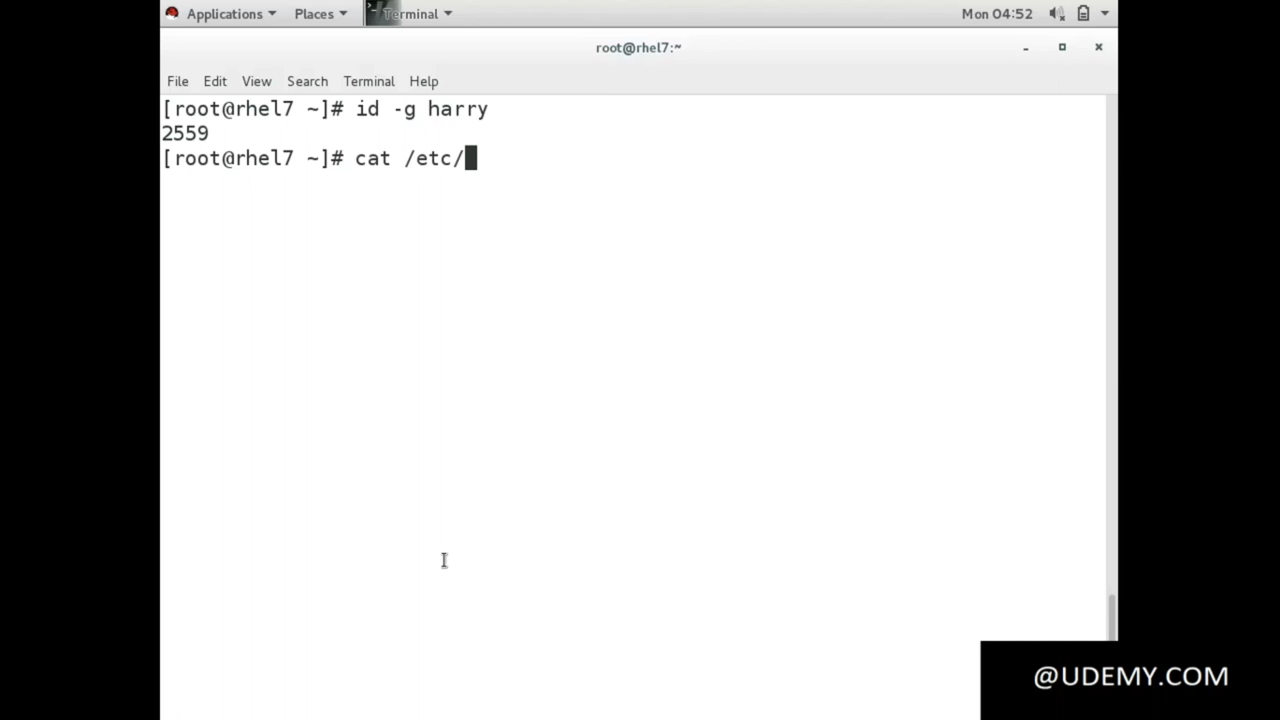 Applications Places Terminal Mon 04:52
root@rhel7:~
File Edit View Search Terminal Help
[root@rhel7 ~]# id -g harry
2559
[root@rhel7 ~]# cat /etc/
@UDEMY.COM